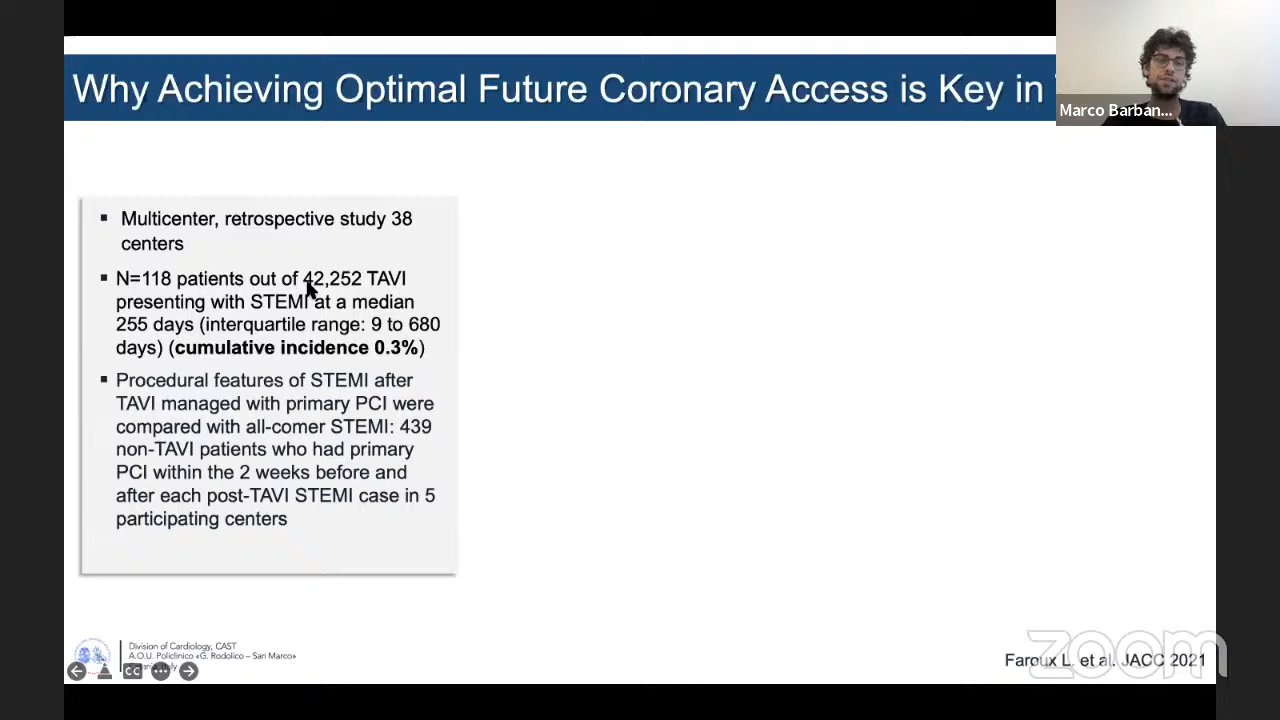 Why Achieving Optimal Future Coronary Access is Key in
Marco Barban...
▪ Multicenter, retrospective study 38
centers
▪ N=118 patients out of 42,252 TAVI
presenting with STEMI at a median
255 days (interquartile range: 9 to 680
days) (cumulative incidence 0.3%)
▪ Procedural features of STEMI after
TAVI managed with primary PCI were
compared with all-comer STEMI: 439
non-TAVI patients who had primary
PCI within the 2 weeks before and
after each post-TAVI STEMI case in 5
participating centers
Division of Cardiology, CAST
A.O.U. Policlinico «G. Rodolico – San Marco»
CC
Faroux L. et al. JACC 2021
zoom